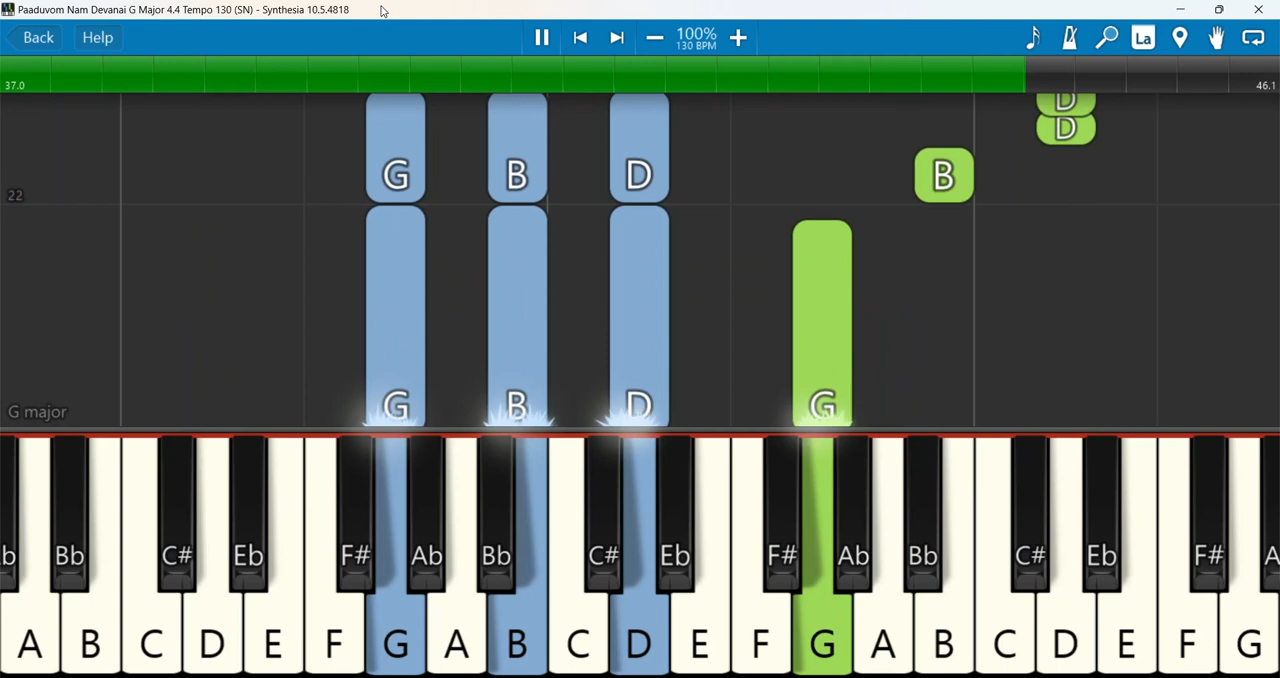 Paaduvom Nam Devanai G Major 4.4 Tempo 130 (SN) - Synthesia 10.5.4818
Back Help 100% La
130 BPM
37.0 46.1
D
D
G B D B
22
G B D G
G major
b Bb C# Eb F# Ab Bb C# Eb F# Ab Bb C# Eb F# A
A B C D E F G A B C D E F G A B C D E F G